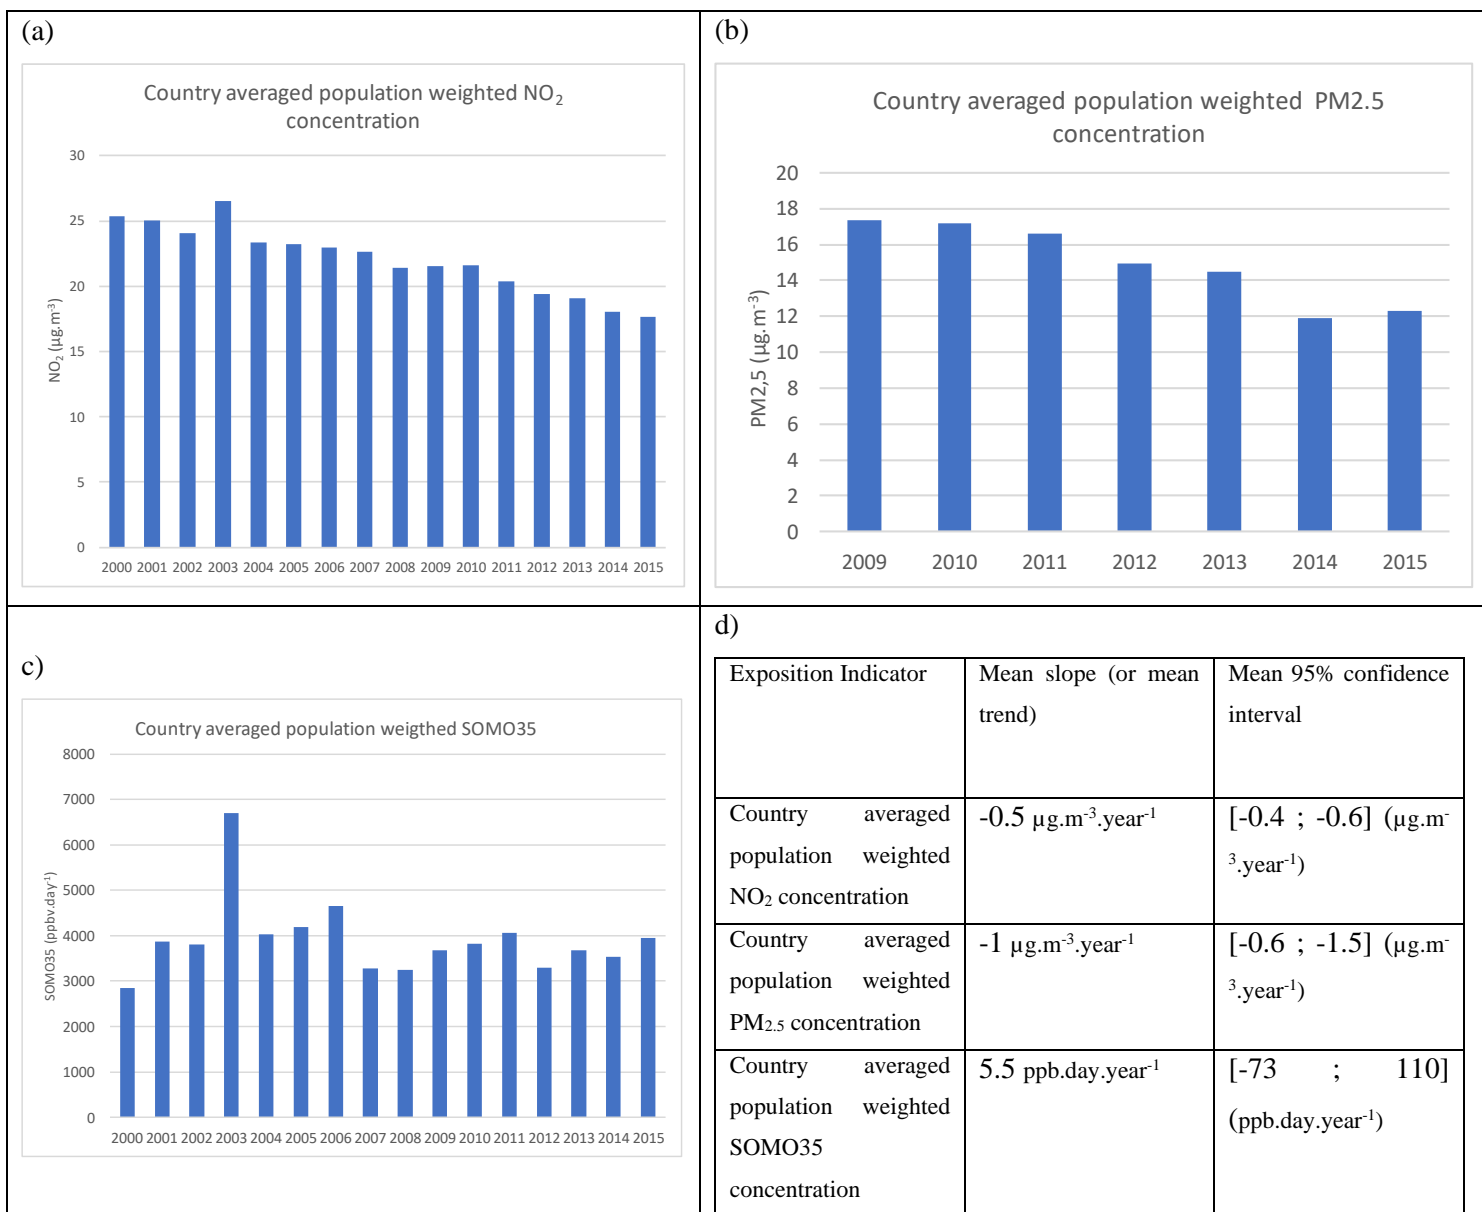 (a)
Country averaged population weighted NO2
concentration
30
25
20
15
10
5
0
NO2 (µg.m-3)
2000 2001 2002 2003 2004 2005 2006 2007 2008 2009 2010 2011 2012 2013 2014 2015
(b)
Country averaged population weighted PM2.5
concentration
20
18
16
14
12
10
8
6
4
2
0
PM2,5 (µg.m-3)
2009 2010 2011 2012 2013 2014 2015
c)
Country averaged population weigthed SOMO35
8000
7000
6000
5000
4000
3000
2000
1000
0
SOMO35 (ppbv.day-1)
2000 2001 2002 2003 2004 2005 2006 2007 2008 2009 2010 2011 2012 2013 2014 2015
d)
Exposition Indicator
Mean slope (or mean
trend)
Mean 95% confidence
interval
Country averaged
population weighted
NO2 concentration
-0.5 µg.m-3.year-1
[-0.4 ; -0.6] (µg.m-
3.year-1)
Country averaged
population weighted
PM2.5 concentration
-1 µg.m-3.year-1
[-0.6 ; -1.5] (µg.m-
3.year-1)
Country averaged
population weighted
SOMO35
concentration
5.5 ppb.day.year-1
[-73 ; 110]
(ppb.day.year-1)